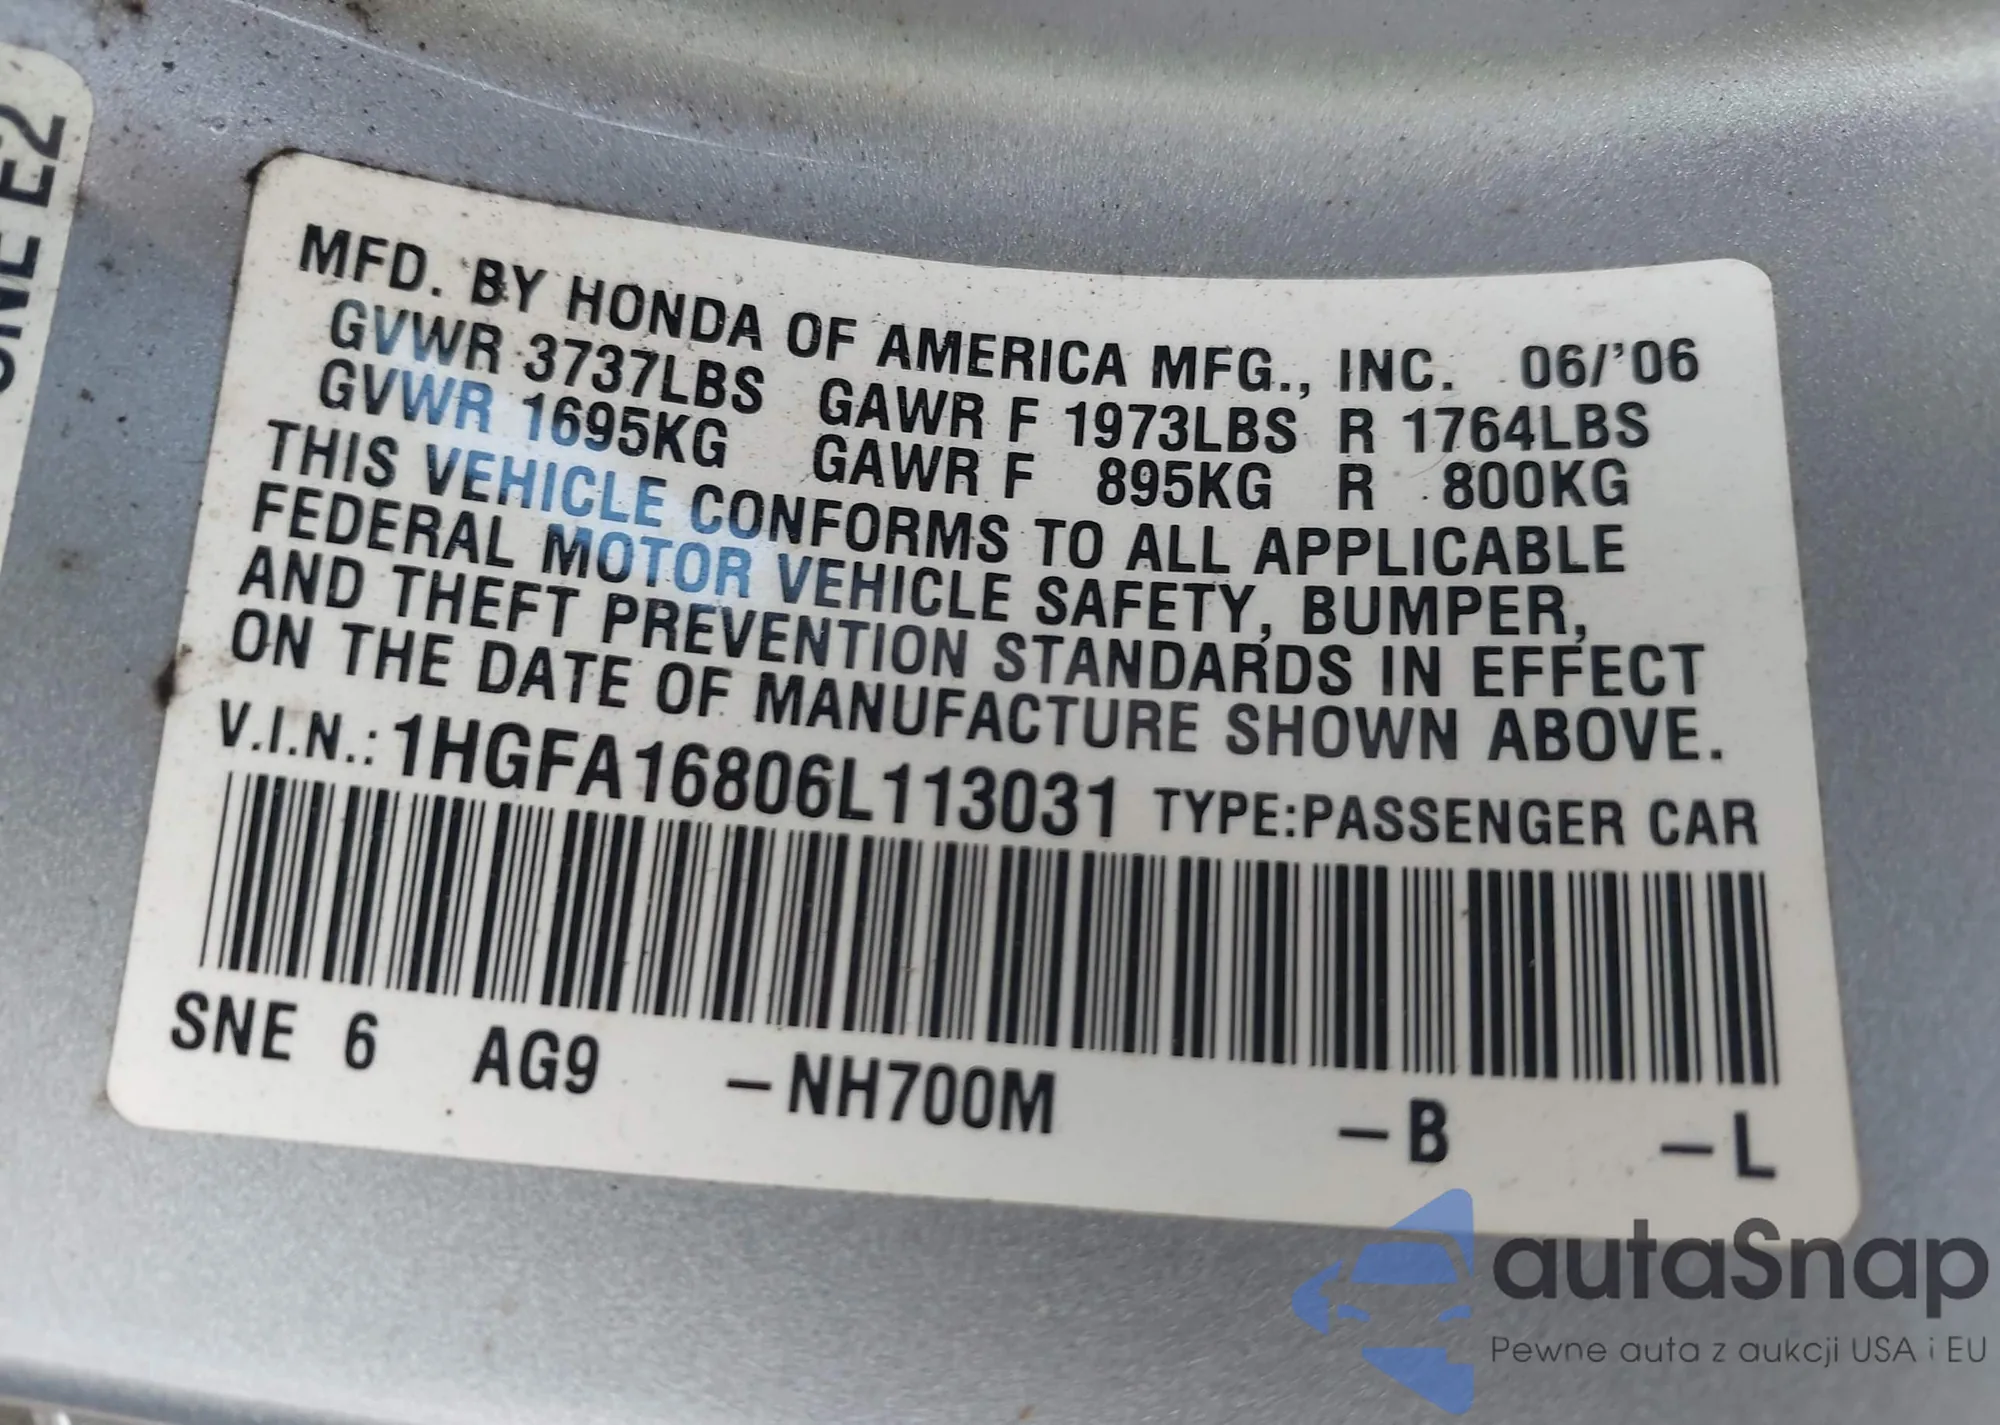 SNE E2
MFD. BY HONDA OF AMERICA MFG., INC. 06/'06
GVWR 3737LBS GAWR F 1973LBS R 1764LBS
GVWR 1695KG GAWR F 895KG R 800KG
THIS VEHICLE CONFORMS TO ALL APPLICABLE
FEDERAL MOTOR VEHICLE SAFETY, BUMPER,
AND THEFT PREVENTION STANDARDS IN EFFECT
ON THE DATE OF MANUFACTURE SHOWN ABOVE.
V.I.N.: 1HGFA16806L113031 TYPE:PASSENGER CAR
SNE 6 AG9 -NH700M -B -L
autaSnap
Pewne auta z aukcji USA i EU